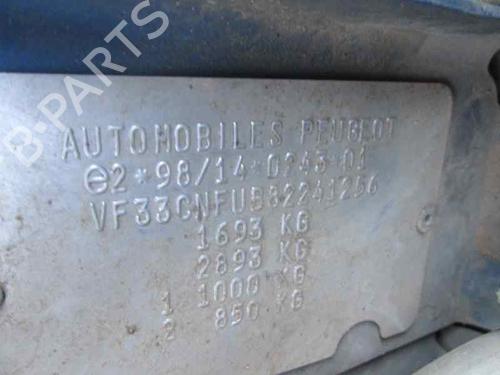 B-PARTS
AUTOMOBILES PEUGEOT
e2*98/14*0243*01
VF33CNFUB82241256
1693 KG
2893 KG
1 1000 KG
2 850 KG